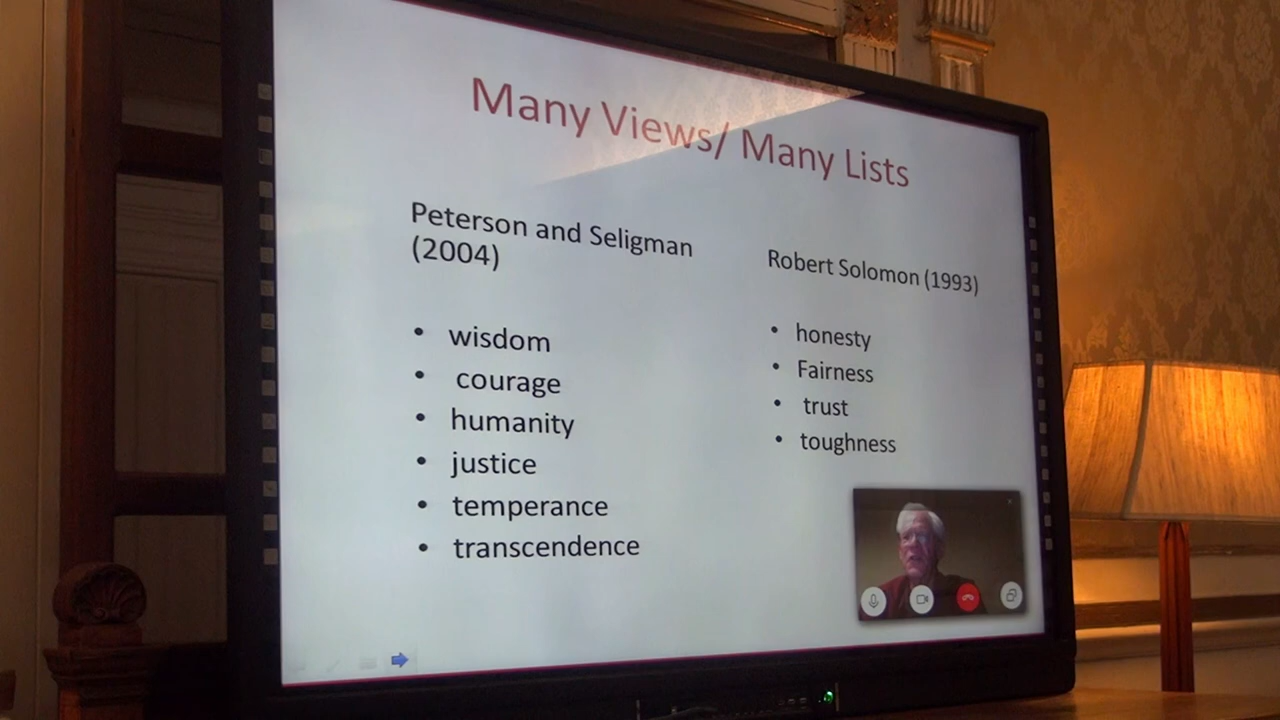 Many Views/ Many Lists
Peterson and Seligman
(2004)
• wisdom
• courage
• humanity
• justice
• temperance
• transcendence
Robert Solomon (1993)
• honesty
• Fairness
• trust
• toughness